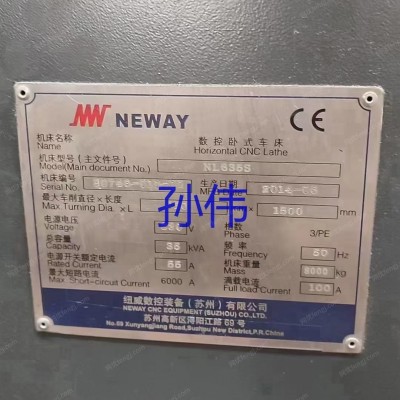 NEWAY CE
机床名称 数控卧式车床
Name Horizontal CNC Lathe
机床型号（主文件号） NL635S
Model(Main document No.)
机床编号 生产日期 2014-
Serial No.
最大车削直径×长度 × 1500 mm
Max Turning Dia. × L
孙伟
电源电压 Phase 3/PE
Voltage
总容量 35 kVA 频率 50 Hz
Capacity Frequency
电源开关额定电流 55 A 机床重量 8000 kg
Rated Current Mass
最大短路电流 6000 A 满载电流 100 A
Max. Short-circuit Current Full load Current
纽威数控装备（苏州）有限公司
NEWAY CNC EQUIPMENT (SUZHOU) CO.,LTD.
苏州高新区浔阳江路 69 号
No.69 Xunyangjiang Road,Suzhou New District,P.R.China